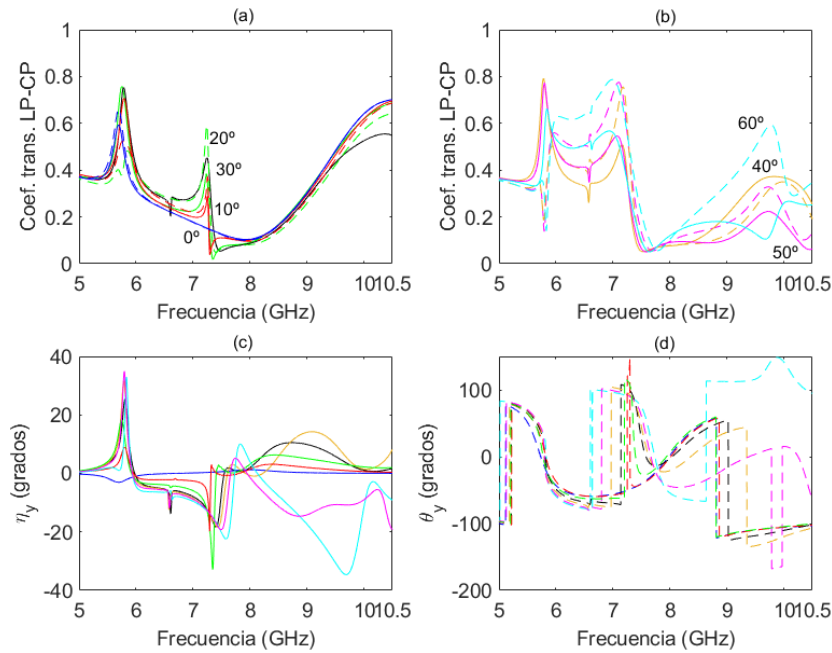 (a)
Coef. trans. LP-CP
1
0.8
0.6
0.4
0.2
0
20º
30º
10º
0º
5 6 7 8 9 10 10.5
Frecuencia (GHz)
(b)
Coef. trans. LP-CP
1
0.8
0.6
0.4
0.2
0
60º
40º
50º
5 6 7 8 9 10 10.5
Frecuencia (GHz)
(c)
η_y (grados)
40
20
0
-20
-40
5 6 7 8 9 10 10.5
Frecuencia (GHz)
(d)
θ_y (grados)
100
0
-100
-200
5 6 7 8 9 10 10.5
Frecuencia (GHz)